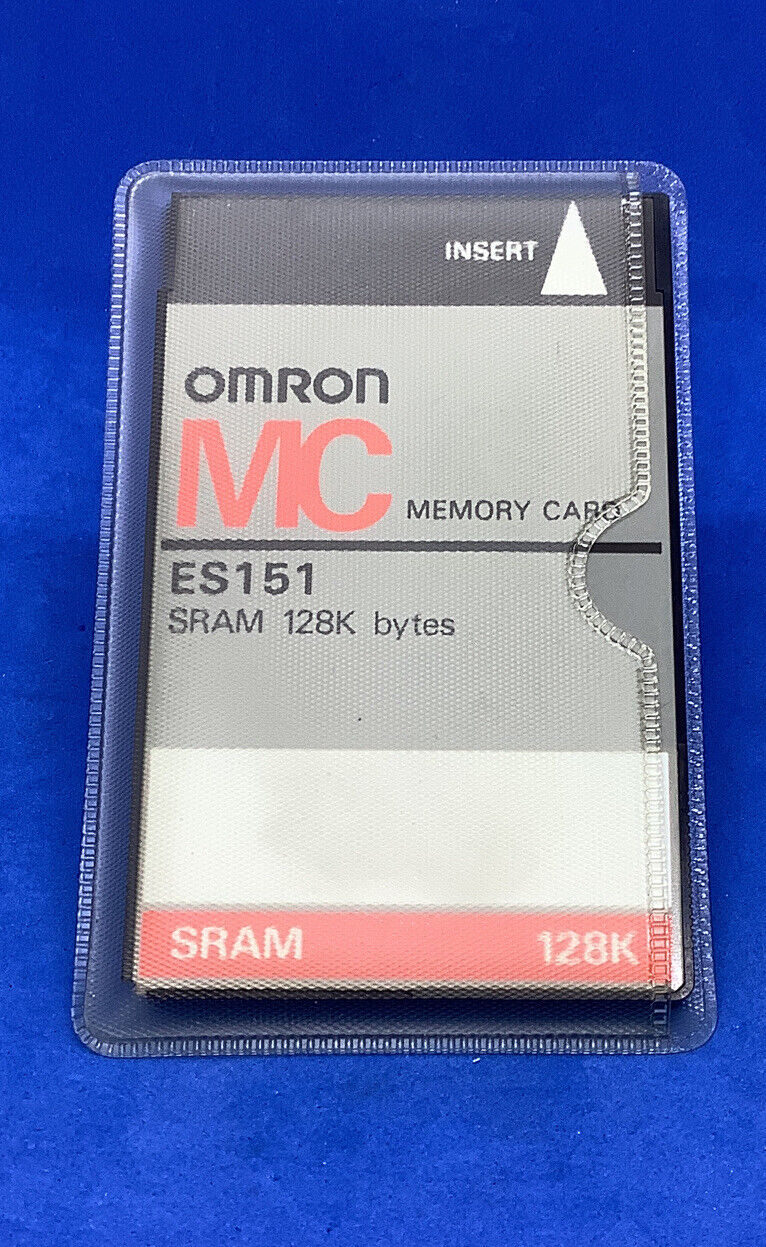 INSERT
OMRON
MC MEMORY CARD
ES151
SRAM 128K bytes
SRAM 128K